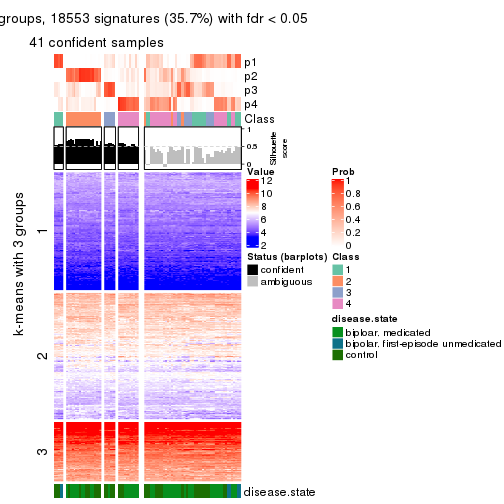 groups, 18553 signatures (35.7%) with fdr < 0.05
41 confident samples
p1
p2
p3
p4
Class
1
0.5
0
Silhouette
score
k-means with 3 groups
1
2
3
Value
12
10
8
6
4
2
Prob
1
0.8
0.6
0.4
0.2
0
Status (barplots)
confident
ambiguous
Class
1
2
3
4
disease.state
biploar, medicated
bipolar, first-episode unmedicated
control
disease.state